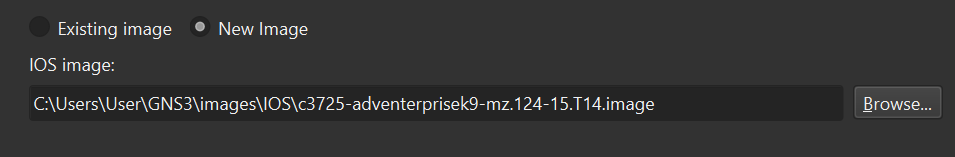 Existing image New Image
IOS image:
C:\Users\User\GNS3\images\IOS\c3725-adventerprisek9-mz.124-15.T14.image Browse...